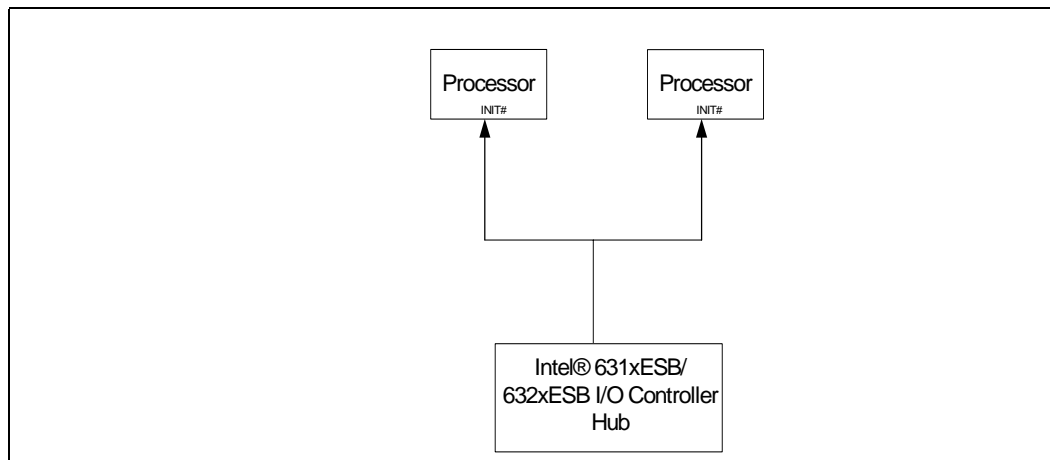 Processor
INIT#
Processor
INIT#
Intel® 631xESB/
632xESB I/O Controller
Hub